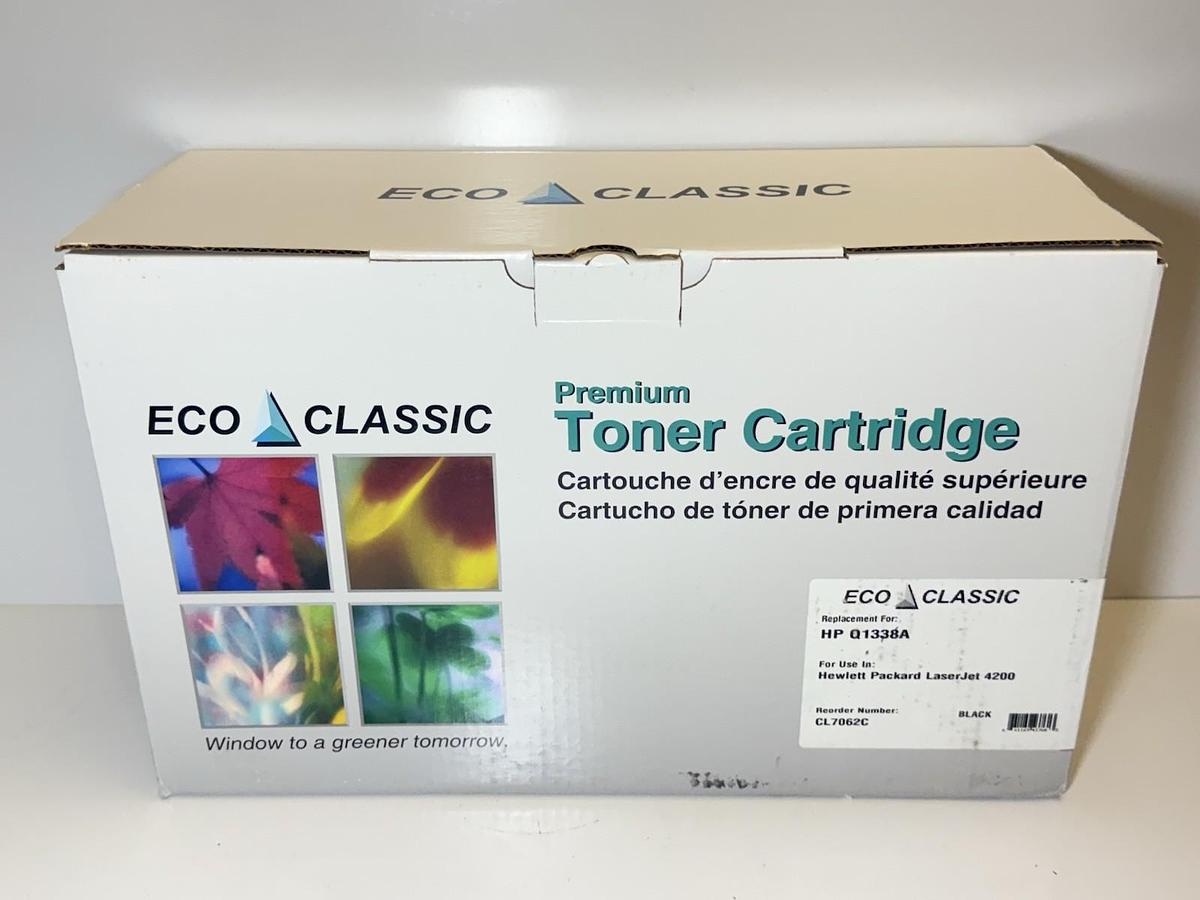 ECO CLASSIC
ECO CLASSIC
Premium
Toner Cartridge
Cartouche d'encre de qualité supérieure
Cartucho de tóner de primera calidad
Window to a greener tomorrow.
ECO CLASSIC
Replacement For:
HP Q1338A
For Use In:
Hewlett Packard LaserJet 4200
Reorder Number:
CL7062C
BLACK